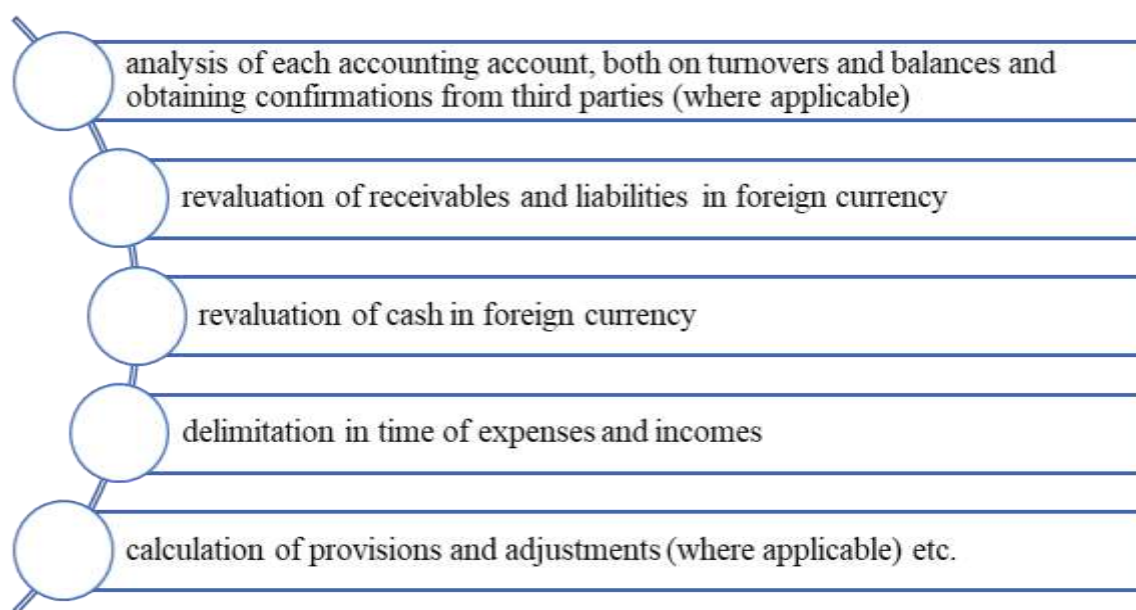 analysis of each accounting account, both on turnovers and balances and
obtaining confirmations from third parties (where applicable)
revaluation of receivables and liabilities in foreign currency
revaluation of cash in foreign currency
delimitation in time of expenses and incomes
calculation of provisions and adjustments (where applicable) etc.